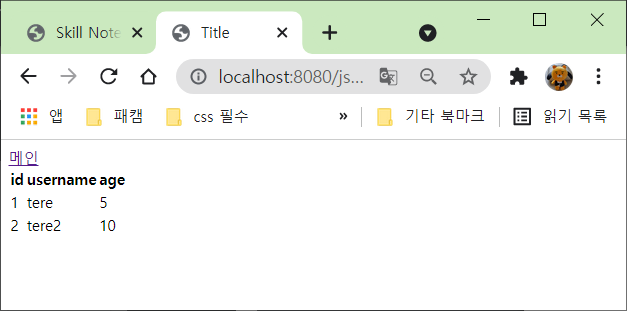 Skill Note
Title
localhost:8080/js...
앱
패캠
css 필수
»
기타 북마크
읽기 목록
메인
id username age
1 tere 5
2 tere2 10